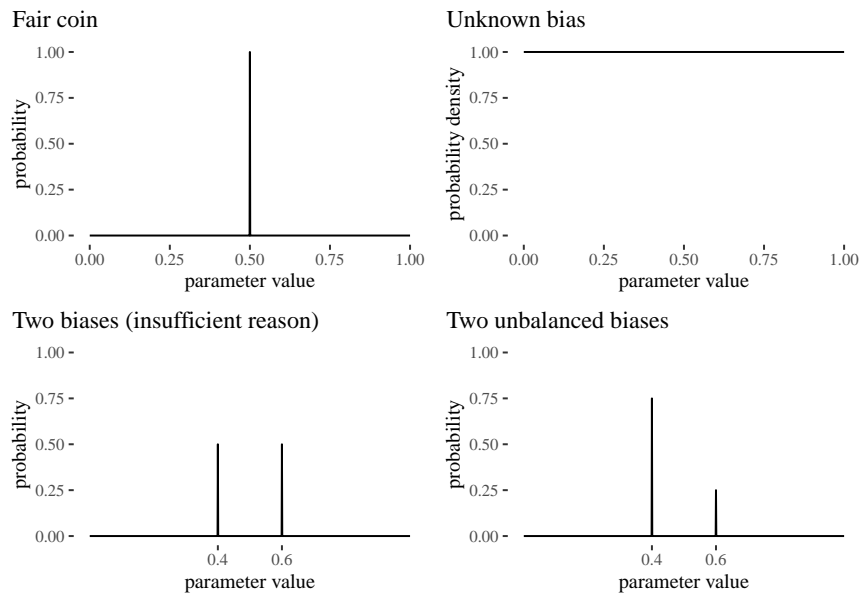 Fair coin
1.00
0.75
0.50
0.25
0.00
probability
0.00 0.25 0.50 0.75 1.00
parameter value
Unknown bias
1.00
0.75
0.50
0.25
0.00
probability density
0.00 0.25 0.50 0.75 1.00
parameter value
Two biases (insufficient reason)
1.00
0.75
0.50
0.25
0.00
probability
0.4 0.6
parameter value
Two unbalanced biases
1.00
0.75
0.50
0.25
0.00
probability
0.4 0.6
parameter value